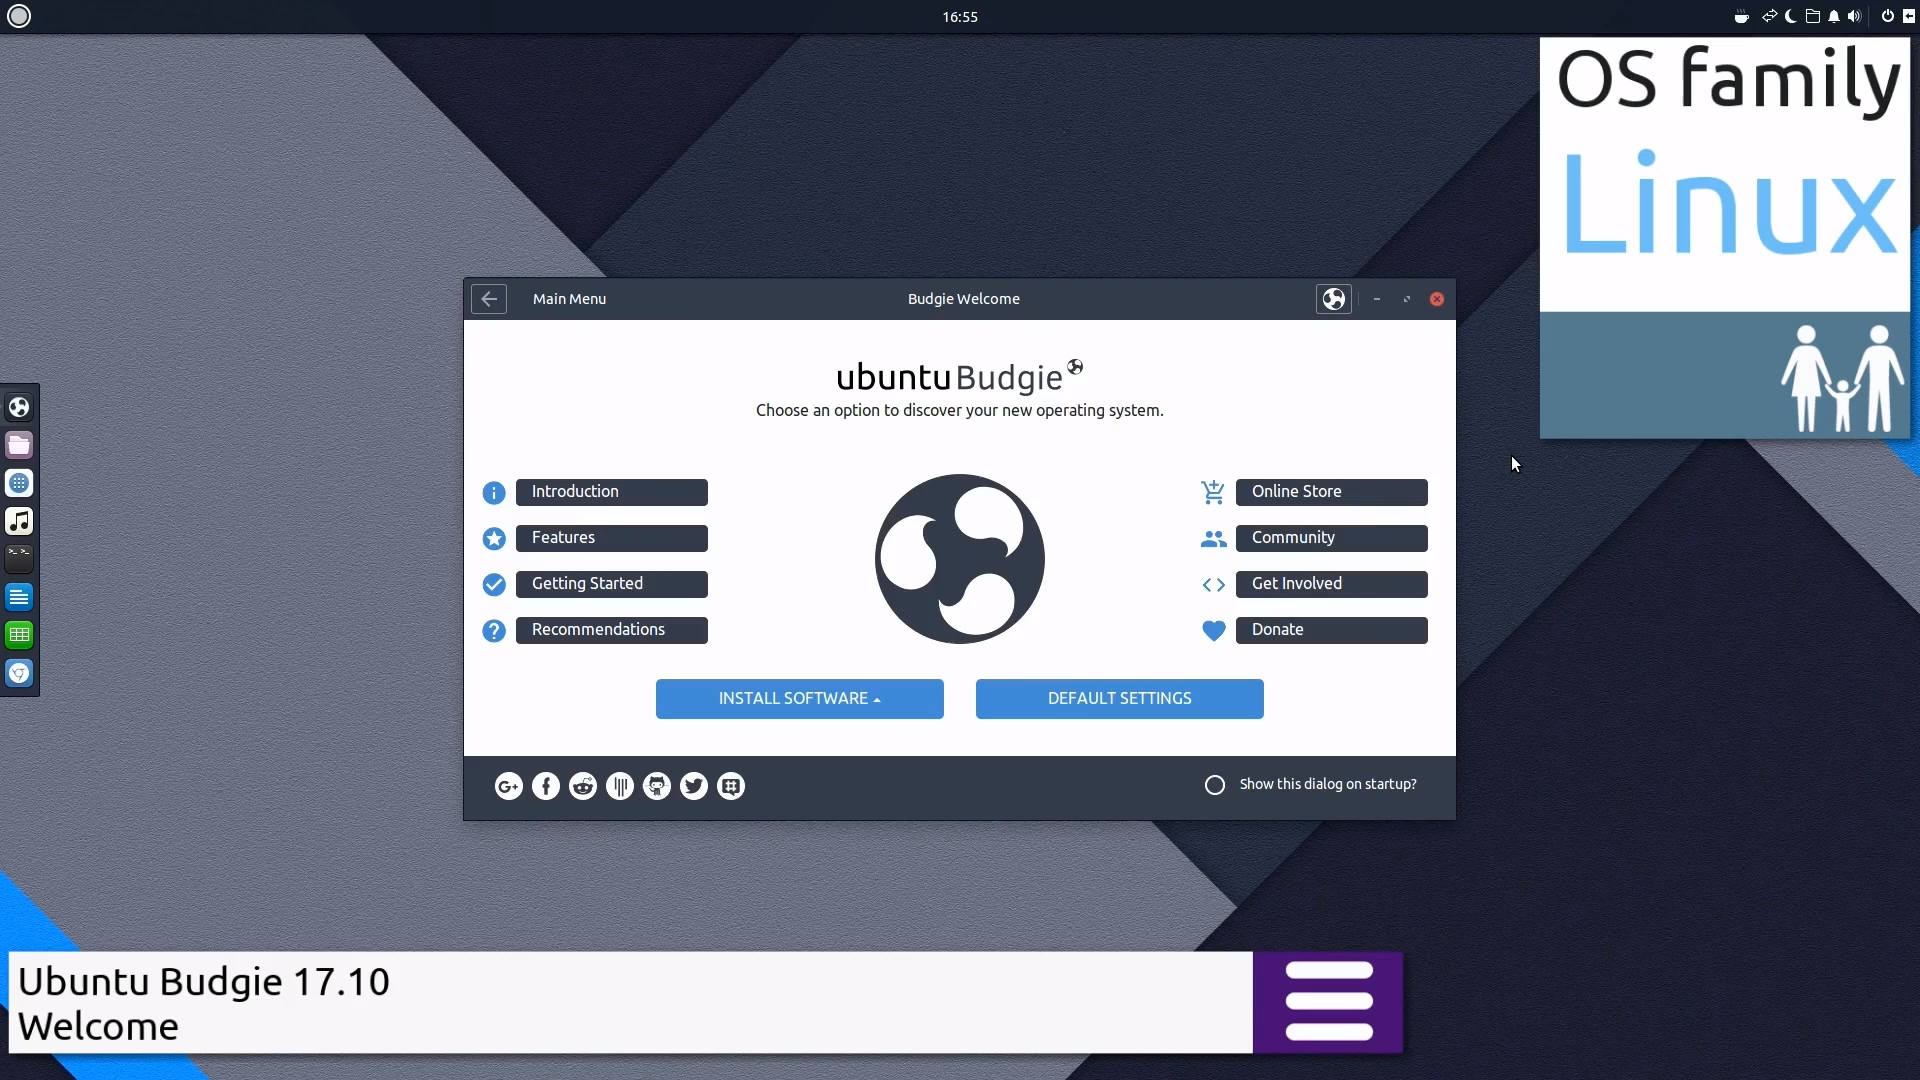 16:55
OS family
Linux
Main Menu
Budgie Welcome
ubuntu Budgie
Choose an option to discover your new operating system.
Introduction
Features
Getting Started
Recommendations
Online Store
Community
Get Involved
Donate
INSTALL SOFTWARE
DEFAULT SETTINGS
Show this dialog on startup?
Ubuntu Budgie 17.10
Welcome